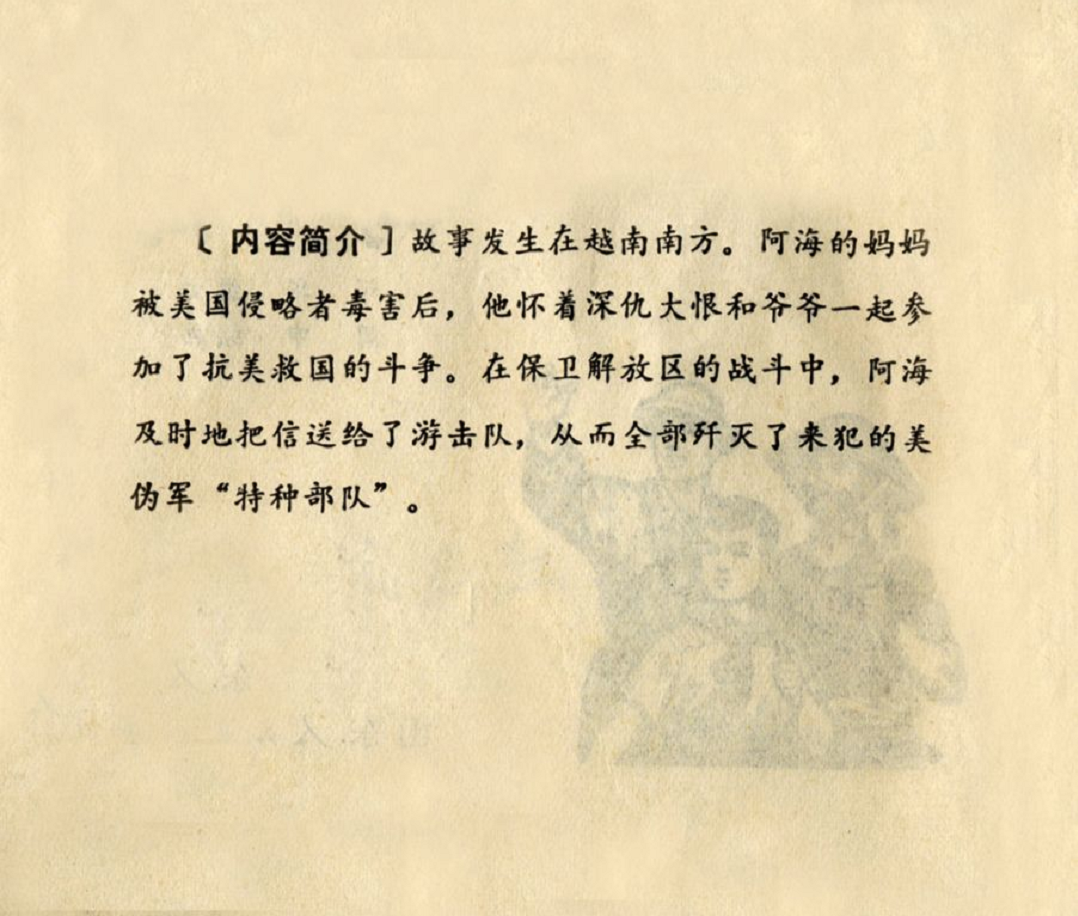 〔内容简介〕故事发生在越南南方。阿海的妈妈
被美国侵略者毒害后，他怀着深仇大恨和爷爷一起参
加了抗美救国的斗争。在保卫解放区的战斗中，阿海
及时地把信送给了游击队，从而全部歼灭了来犯的美
伪军“特种部队”。